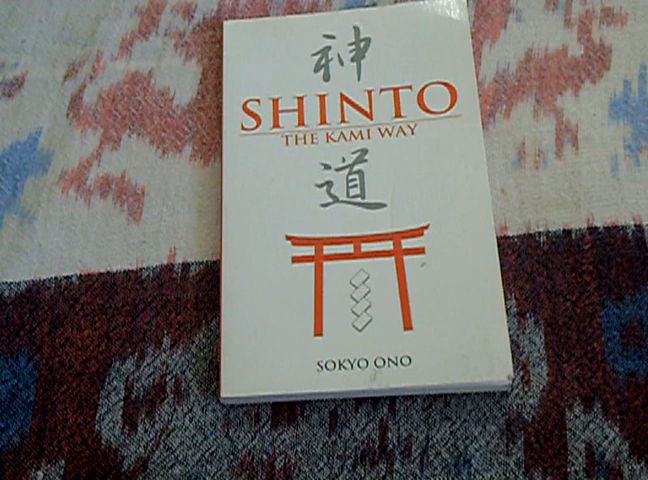 神
SHINTO
THE KAMI WAY
道
SOKYO ONO